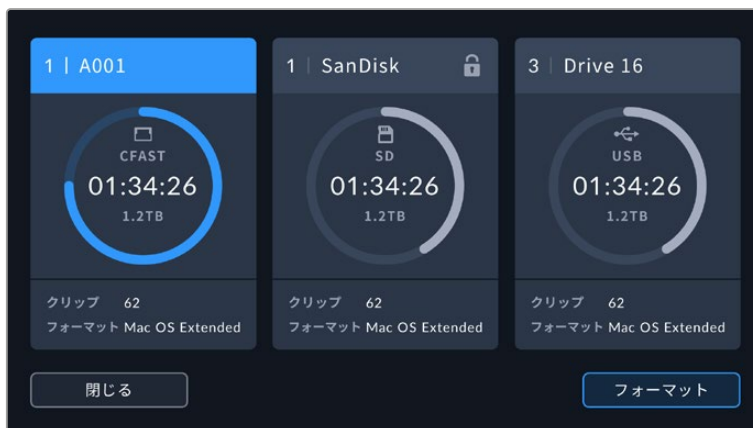 1 | A001
CFAST
01:34:26
1.2TB
クリップ 62
フォーマット Mac OS Extended
1 | SanDisk
SD
01:34:26
1.2TB
クリップ 62
フォーマット Mac OS Extended
3 | Drive 16
USB
01:34:26
1.2TB
クリップ 62
フォーマット Mac OS Extended
閉じる
フォーマット